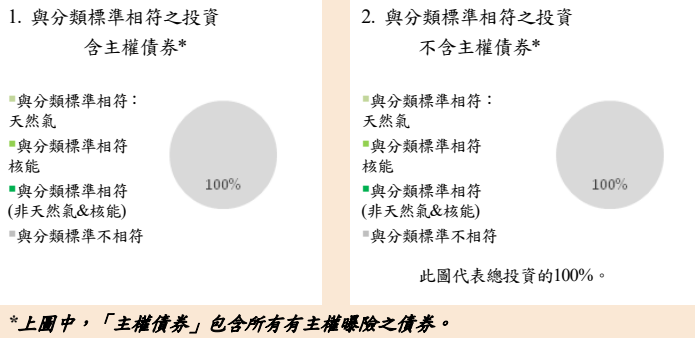 1. 與分類標準相符之投資
含主權債券*
與分類標準相符：
天然氣
與分類標準相符
核能
與分類標準相符
(非天然氣&核能)
與分類標準不相符
100%
2. 與分類標準相符之投資
不含主權債券*
與分類標準相符：
天然氣
與分類標準相符
核能
與分類標準相符
(非天然氣&核能)
與分類標準不相符
100%
此圖代表總投資的100%。
*上圖中，「主權債券」包含所有有主權曝險之債券。